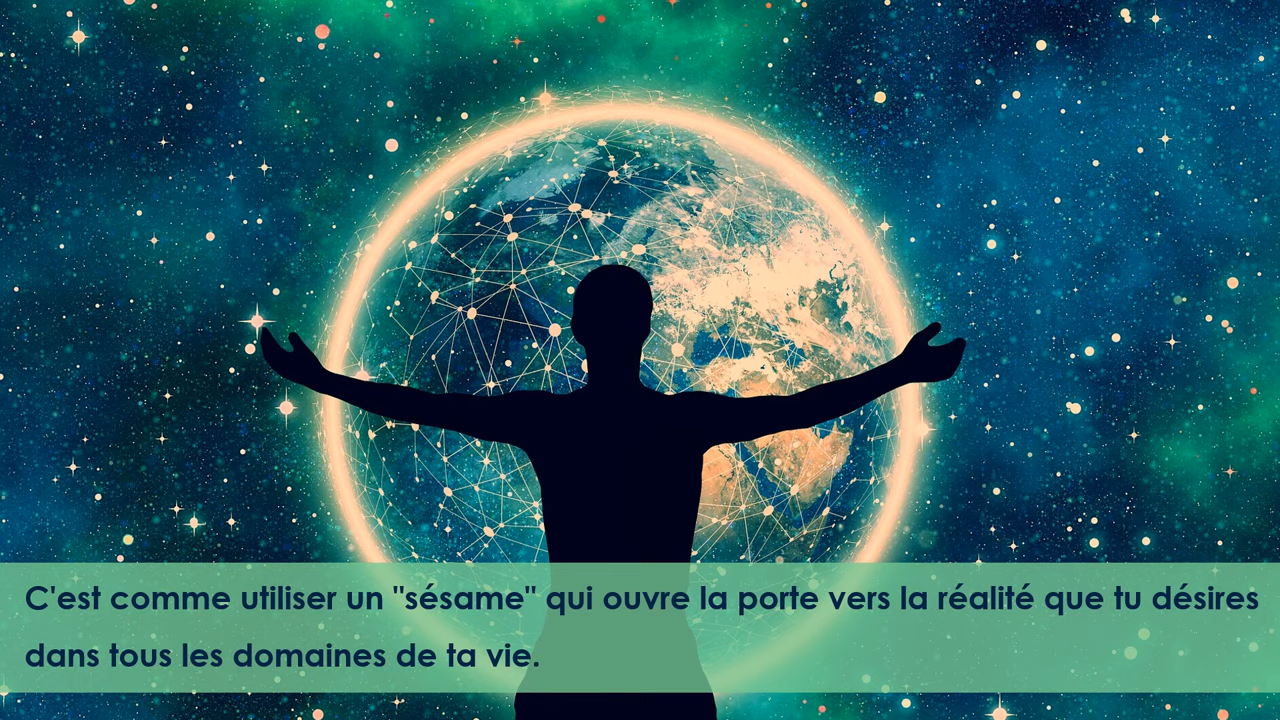 C'est comme utiliser un "sésame" qui ouvre la porte vers la réalité que tu désires
dans tous les domaines de ta vie.